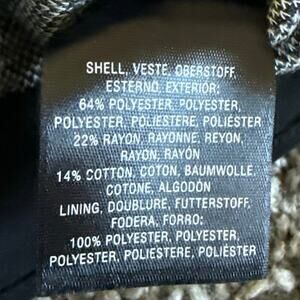 SHELL, VESTE, OBERSTOFF,
ESTERNO, EXTERIOR:
64% POLYESTER, POLYESTER,
POLYESTER, POLIESTERE, POLIÉSTER
22% RAYON, RAYONNE, REYON,
RAYON, RAYÓN
14% COTTON, COTON, BAUMWOLLE,
COTONE, ALGODÓN
LINING, DOUBLURE, FUTTERSTOFF,
FODERA, FORRO:
100% POLYESTER, POLYESTER,
POLYESTER, POLIESTERE, POLIÉSTER